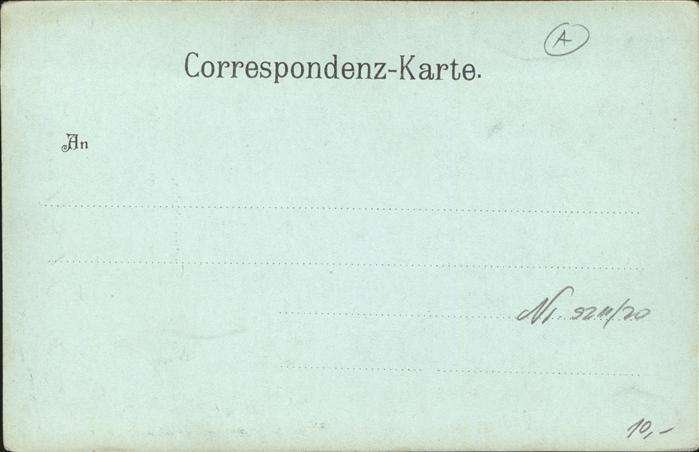 A
Correspondenz-Karte.
An
10,-